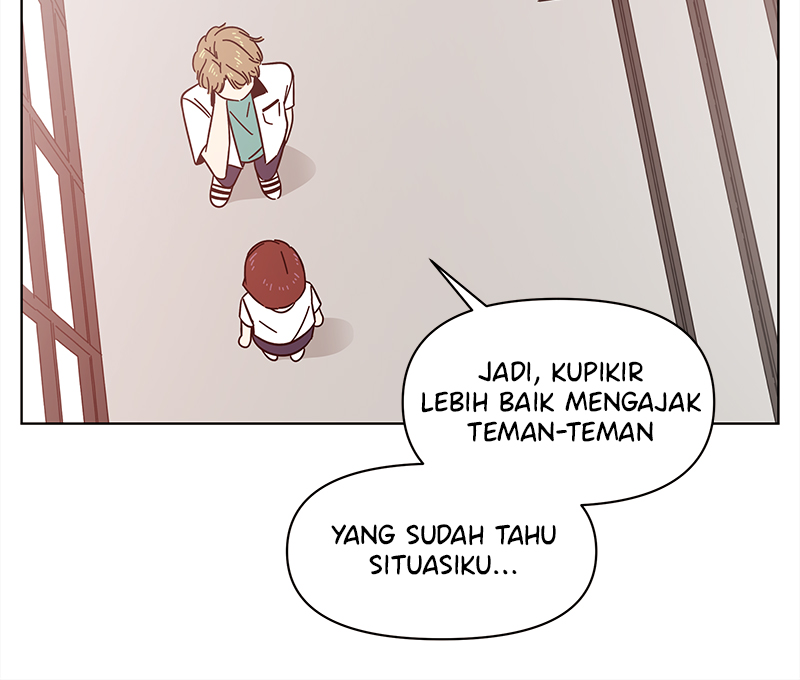 JADI, KUPIKIR
LEBIH BAIK MENGAJAK
TEMAN-TEMAN
YANG SUDAH TAHU
SITUASIKU...